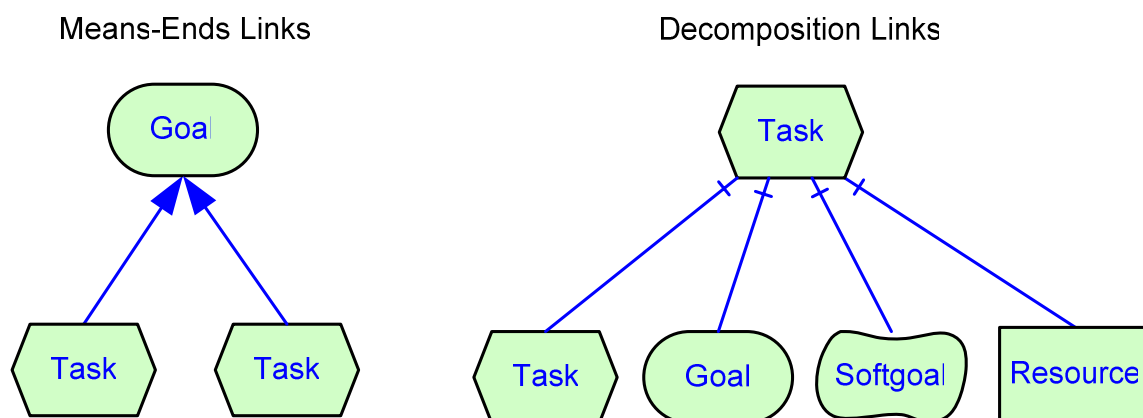 Means-Ends Links
Decomposition Links
Goal
Task
Task
Task
Task
Goal
Softgoal
Resource